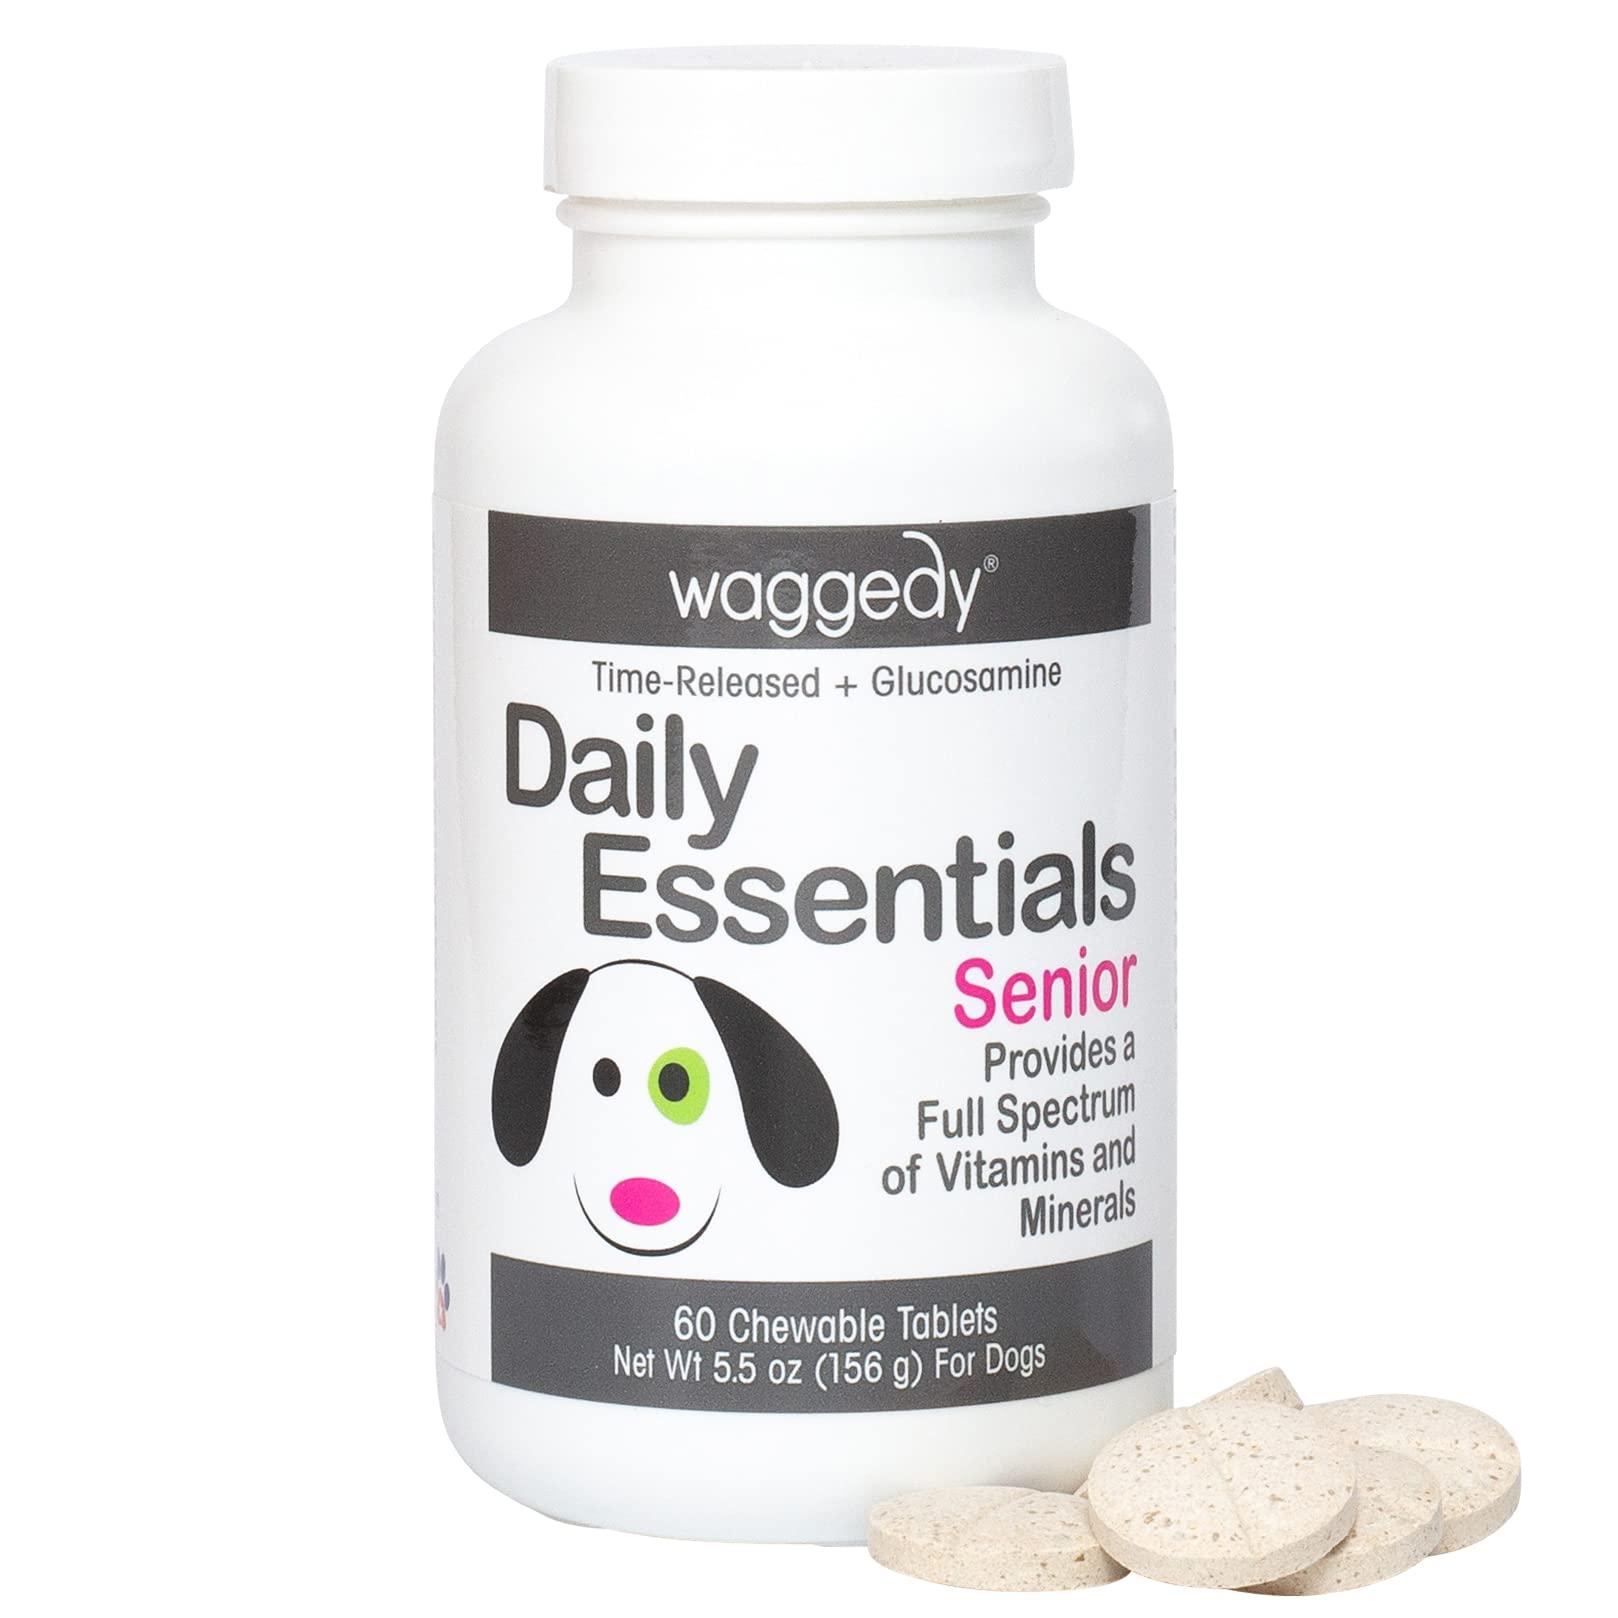 waggedy®
Time-Released + Glucosamine
Daily
Essentials
Senior
Provides a
Full Spectrum
of Vitamins and
Minerals
60 Chewable Tablets
Net Wt 5.5 oz (156 g) For Dogs